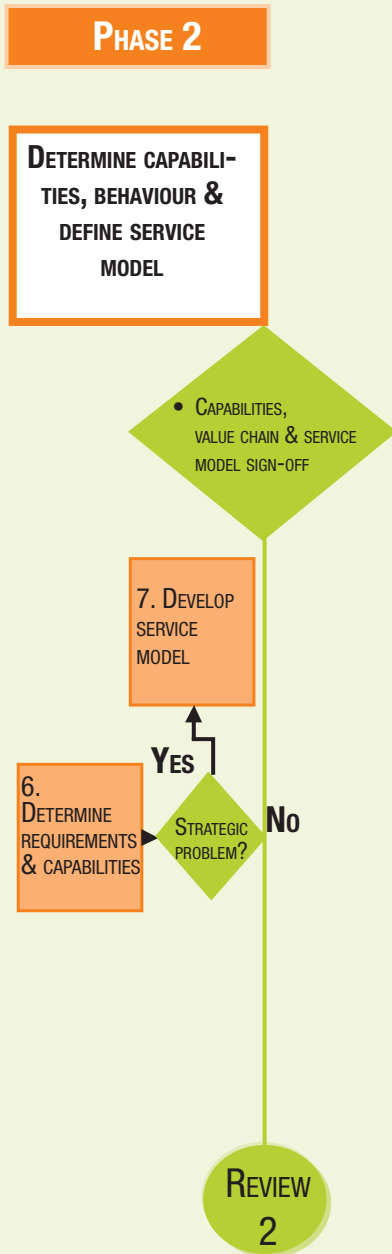 PHASE 2
DETERMINE CAPABILI-
TIES, BEHAVIOUR &
DEFINE SERVICE
MODEL
• CAPABILITIES,
VALUE CHAIN & SERVICE
MODEL SIGN-OFF
7. DEVELOP
SERVICE
MODEL
YES
6.
DETERMINE
REQUIREMENTS
& CAPABILITIES
STRATEGIC
PROBLEM?
NO
REVIEW
2